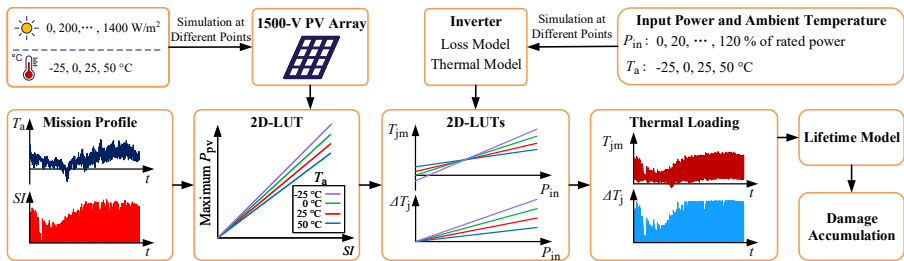 0, 200, ⋯ , 1400 W/m²
°C
-25, 0, 25, 50 °C
Simulation at
Different Points
1500-V PV Array
Inverter
Loss Model
Thermal Model
Simulation at
Different Points
Input Power and Ambient Temperature
Pin: 0, 20, ⋯ , 120 % of rated power
Ta: -25, 0, 25, 50 °C
Mission Profile
Ta
t
SI
t
2D-LUT
Maximum Ppv
Ta
-25 °C
0 °C
25 °C
50 °C
SI
2D-LUTs
Tjm
Pin
ΔTj
Pin
Thermal Loading
Tjm
t
ΔTj
t
Lifetime Model
Damage
Accumulation